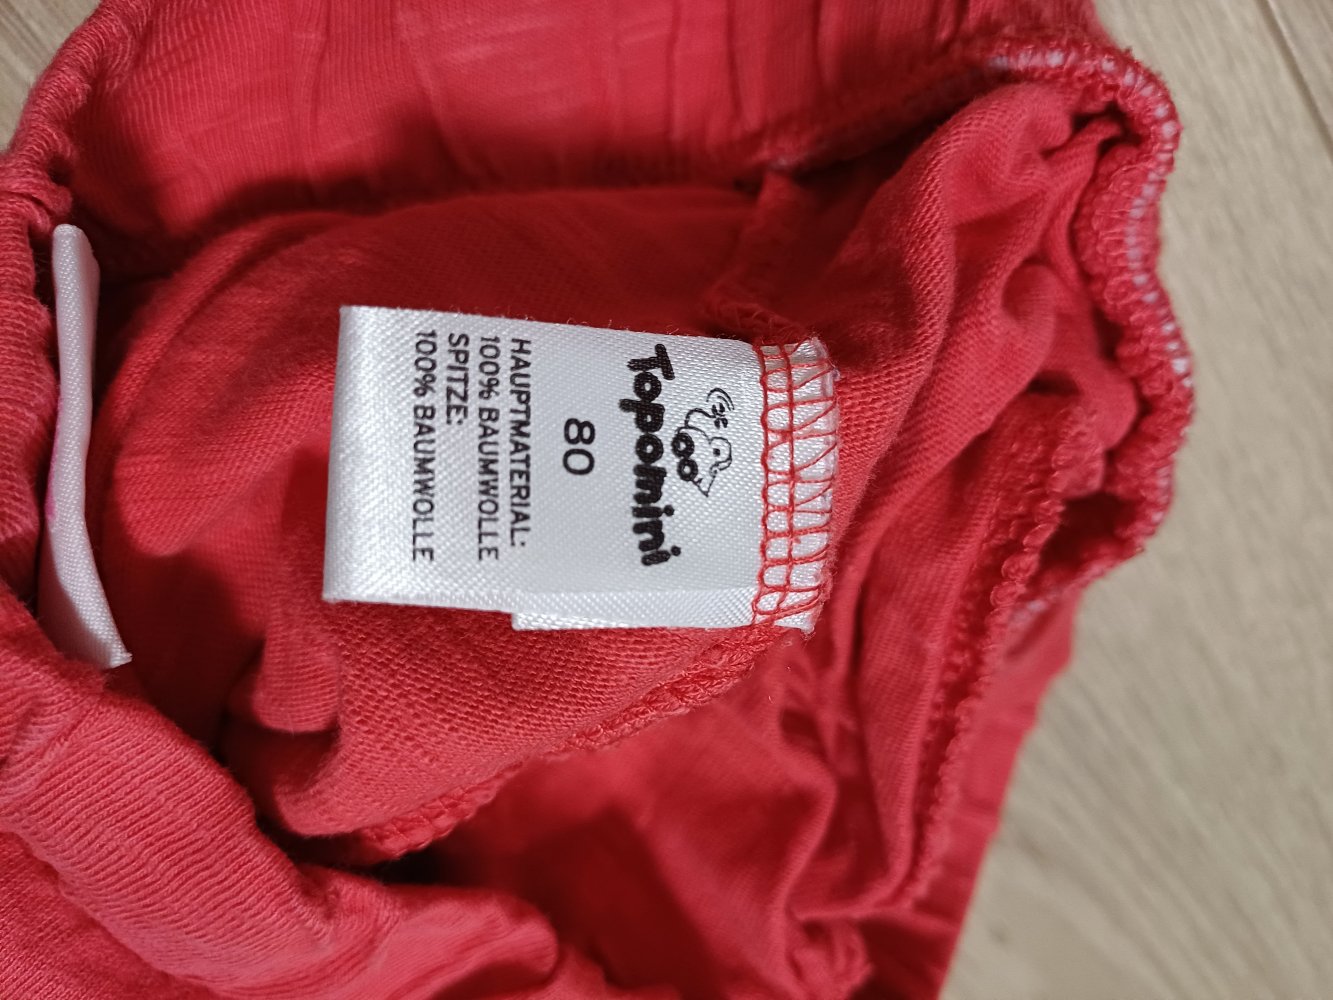 Topomini
80
HAUPTMATERIAL:
100% BAUMWOLLE
SPITZE:
100% BAUMWOLLE